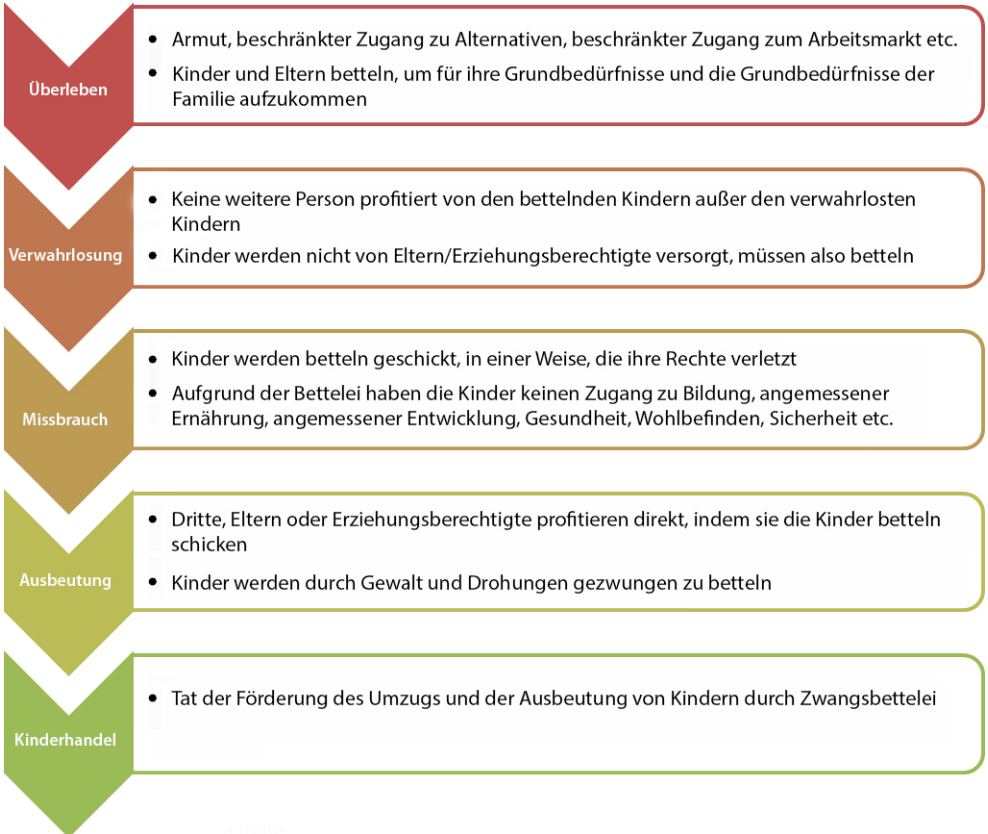 Überleben
• Armut, beschränkter Zugang zu Alternativen, beschränkter Zugang zum Arbeitsmarkt etc.
• Kinder und Eltern betteln, um für ihre Grundbedürfnisse und die Grundbedürfnisse der
Familie aufzukommen
Verwahrlosung
• Keine weitere Person profitiert von den bettelnden Kindern außer den verwahrlosten
Kindern
• Kinder werden nicht von Eltern/Erziehungsberechtigte versorgt, müssen also betteln
Missbrauch
• Kinder werden betteln geschickt, in einer Weise, die ihre Rechte verletzt
• Aufgrund der Bettelei haben die Kinder keinen Zugang zu Bildung, angemessener
Ernährung, angemessener Entwicklung, Gesundheit, Wohlbefinden, Sicherheit etc.
Ausbeutung
• Dritte, Eltern oder Erziehungsberechtigte profitieren direkt, indem sie die Kinder betteln
schicken
• Kinder werden durch Gewalt und Drohungen gezwungen zu betteln
Kinderhandel
• Tat der Förderung des Umzugs und der Ausbeutung von Kindern durch Zwangsbettelei